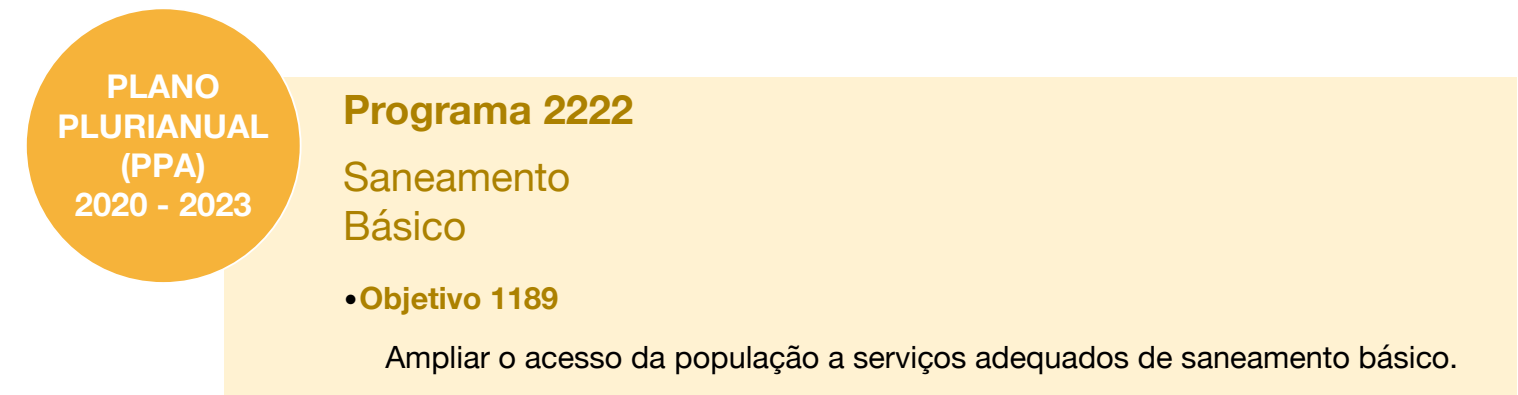 PLANO
PLURIANUAL
(PPA)
2020 - 2023
Programa 2222
Saneamento
Básico
•Objetivo 1189
Ampliar o acesso da população a serviços adequados de saneamento básico.